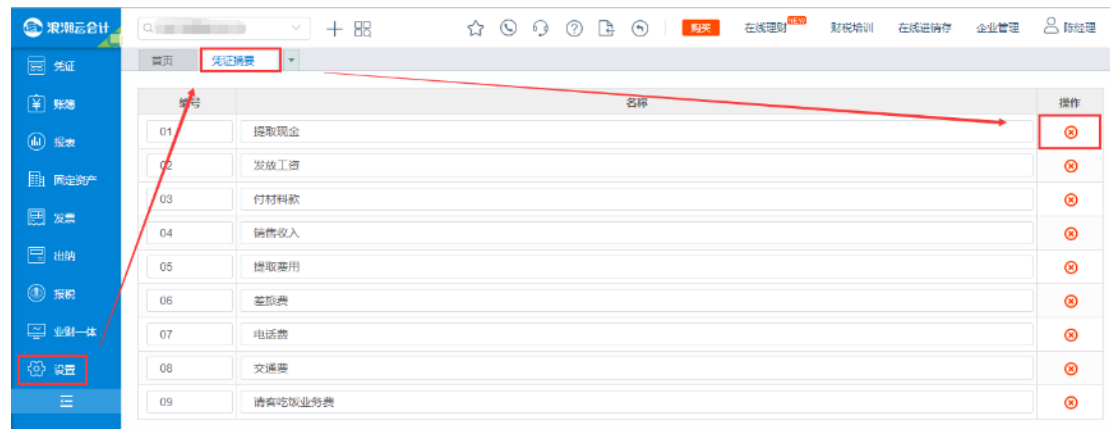 浪潮云会计
购买
在线理财
NEW
财税培训
在线进销存
企业管理
陈经理
首页
凭证摘要
凭证
账簿
报表
固定资产
发票
出纳
报税
业财一体
设置
编号 名称 操作
01 提取现金
02 发放工资
03 付材料款
04 销售收入
05 提取费用
06 差旅费
07 电话费
08 交通费
09 请客吃饭业务费